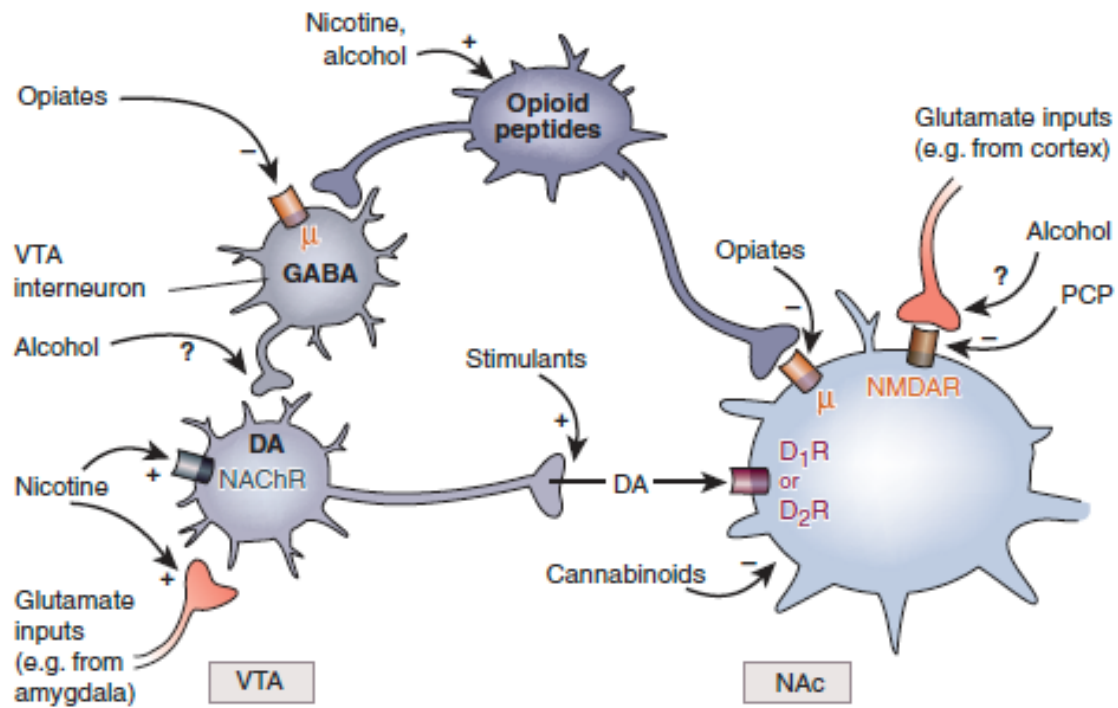 Nicotine,
alcohol
+
Opiates
–
Opioid
peptides
Glutamate inputs
(e.g. from cortex)
μ
GABA
VTA
interneuron
Opiates
–
Alcohol
?
PCP
–
Alcohol
?
Stimulants
+
μ
NMDAR
DA
NAChR
Nicotine
+
+
DA
D₁R
or
D₂R
Cannabinoids
–
Glutamate
inputs
(e.g. from
amygdala)
VTA
NAc